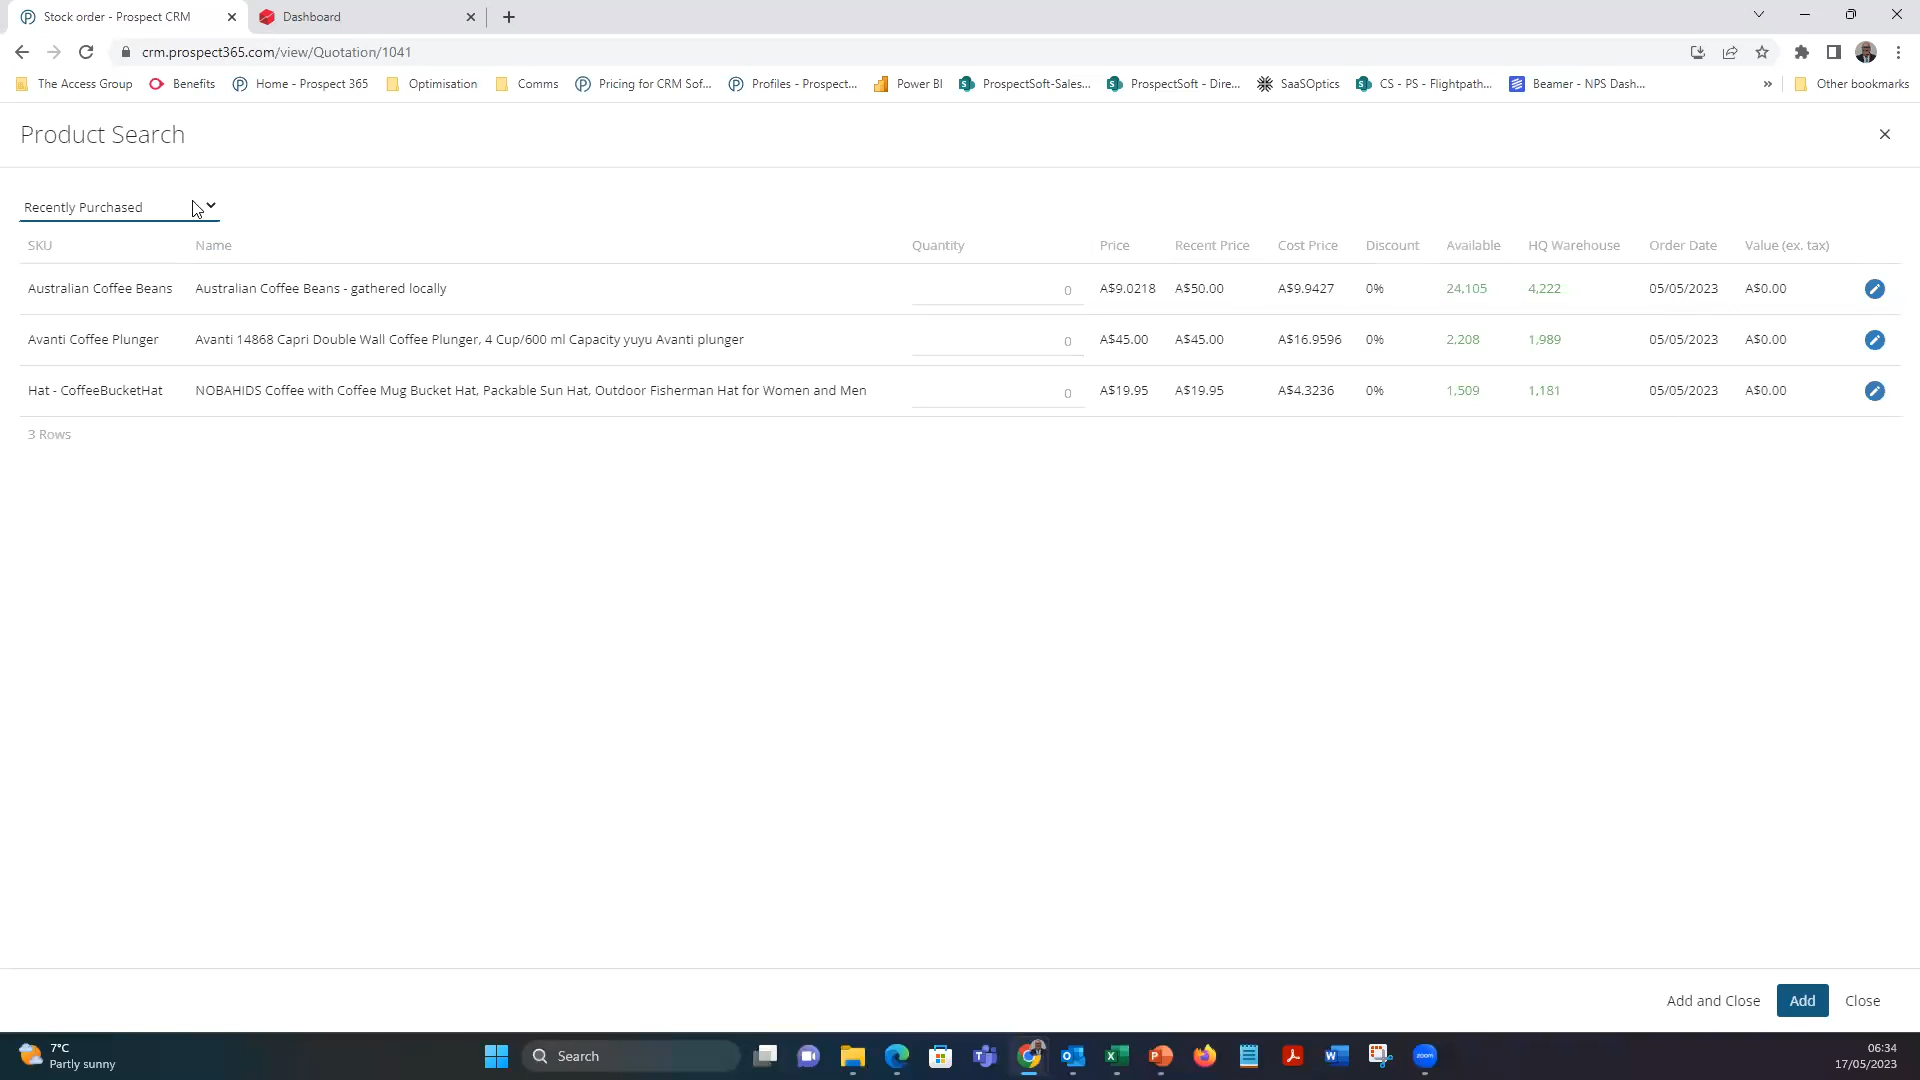 Stock order - Prospect CRM
Dashboard
crm.prospect365.com/view/Quotation/1041
The Access Group
Benefits
Home - Prospect 365
Optimisation
Comms
Pricing for CRM Sof...
Profiles - Prospect...
Power BI
ProspectSoft-Sales...
ProspectSoft - Dire...
SaaSOptics
CS - PS - Flightpath...
Beamer - NPS Dash...
»
Other bookmarks
Product Search
Recently Purchased
SKU Name Quantity Price Recent Price Cost Price Discount Available HQ Warehouse Order Date Value (ex. tax)
Australian Coffee Beans Australian Coffee Beans - gathered locally 0 A$9.0218 A$50.00 A$9.9427 0% 24,105 4,222 05/05/2023 A$0.00
Avanti Coffee Plunger Avanti 14868 Capri Double Wall Coffee Plunger, 4 Cup/600 ml Capacity yuyu Avanti plunger 0 A$45.00 A$45.00 A$16.9596 0% 2,208 1,989 05/05/2023 A$0.00
Hat - CoffeeBucketHat NOBAHIDS Coffee with Coffee Mug Bucket Hat, Packable Sun Hat, Outdoor Fisherman Hat for Women and Men 0 A$19.95 A$19.95 A$4.3236 0% 1,509 1,181 05/05/2023 A$0.00
3 Rows
Add and Close
Add
Close
7°C
Partly sunny
Search
zoom
06:34
17/05/2023